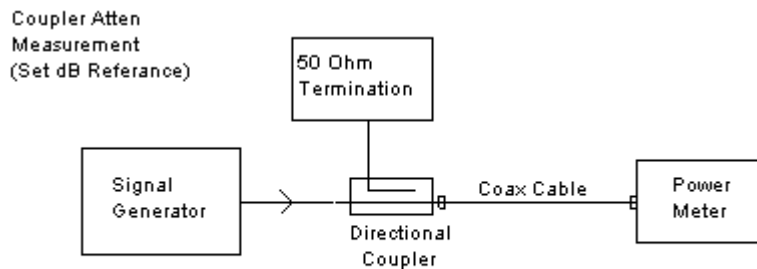 Coupler Atten
Measurement
(Set dB Referance)
50 Ohm
Termination
Signal
Generator
Coax Cable
Power
Meter
Directional
Coupler